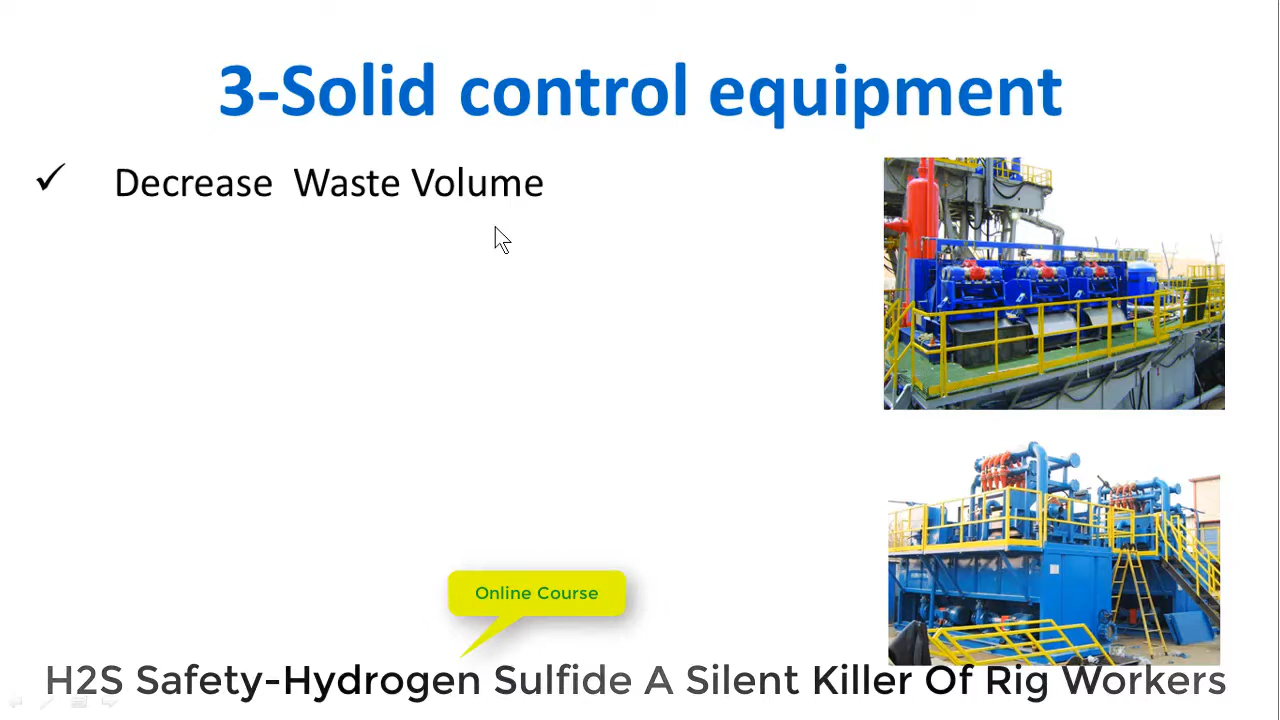 3-Solid control equipment
✓ Decrease Waste Volume
Online Course
H2S Safety-Hydrogen Sulfide A Silent Killer Of Rig Workers